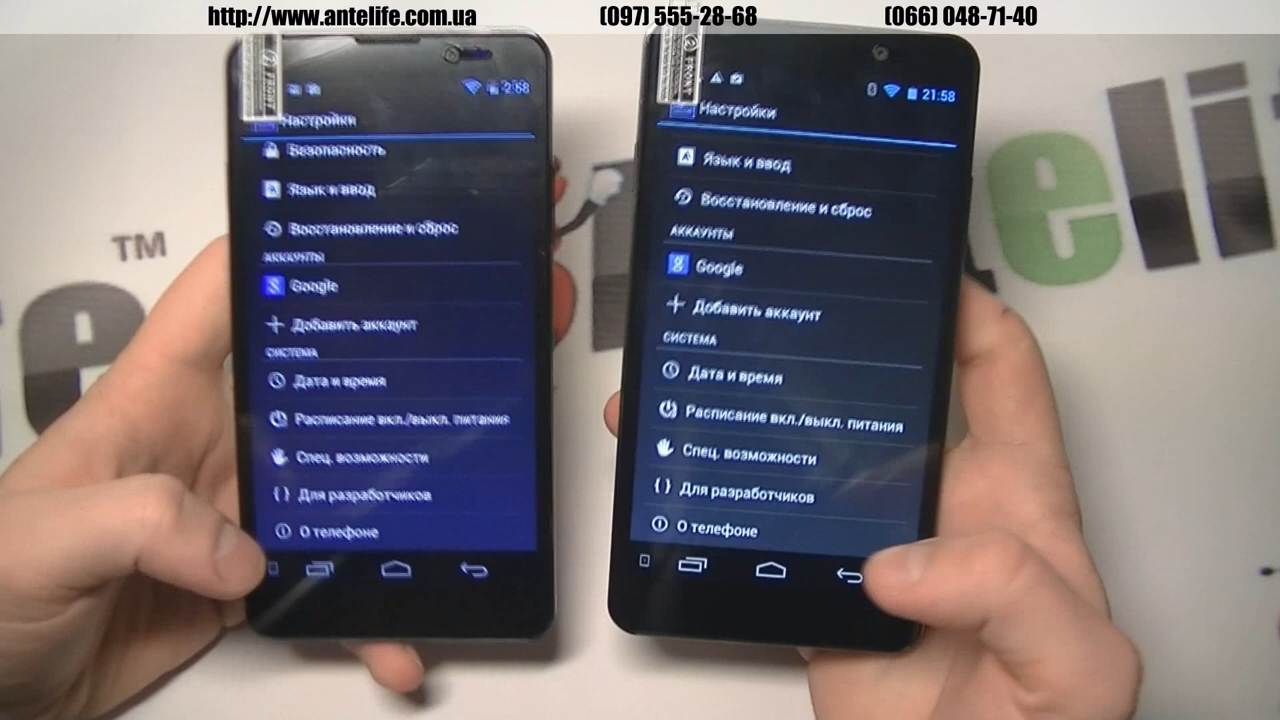 http://www.antelife.com.ua (097) 555-28-68 (066) 048-71-40
FRONT
Настройки
Безопасность
Язык и ввод
Восстановление и сброс
АККАУНТЫ
Google
Добавить аккаунт
СИСТЕМА
Дата и время
Расписание вкл./выкл. питания
Спец. возможности
Для разработчиков
О телефоне
FRONT
21:58
Настройки
Язык и ввод
Восстановление и сброс
АККАУНТЫ
Google
Добавить аккаунт
СИСТЕМА
Дата и время
Расписание вкл./выкл. питания
Спец. возможности
Для разработчиков
О телефоне
TM